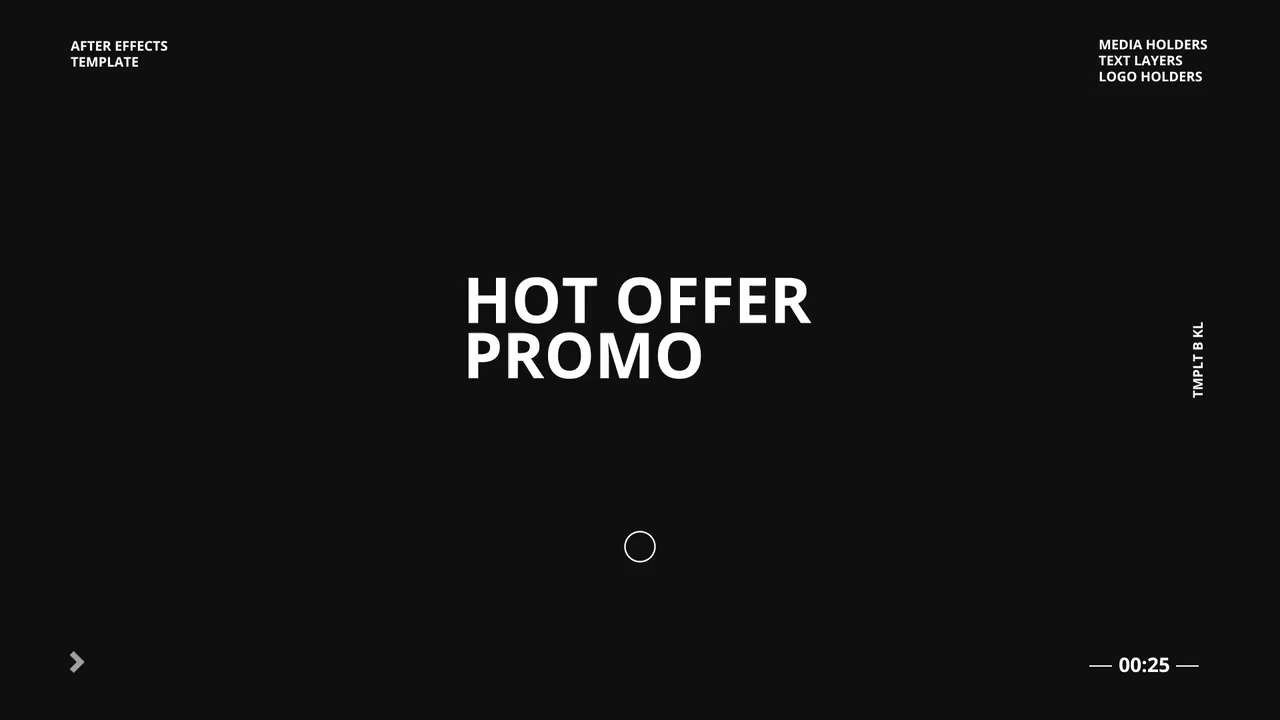 AFTER EFFECTS
TEMPLATE
MEDIA HOLDERS
TEXT LAYERS
LOGO HOLDERS
HOT OFFER
PROMO
TMPLT B KL
00:25